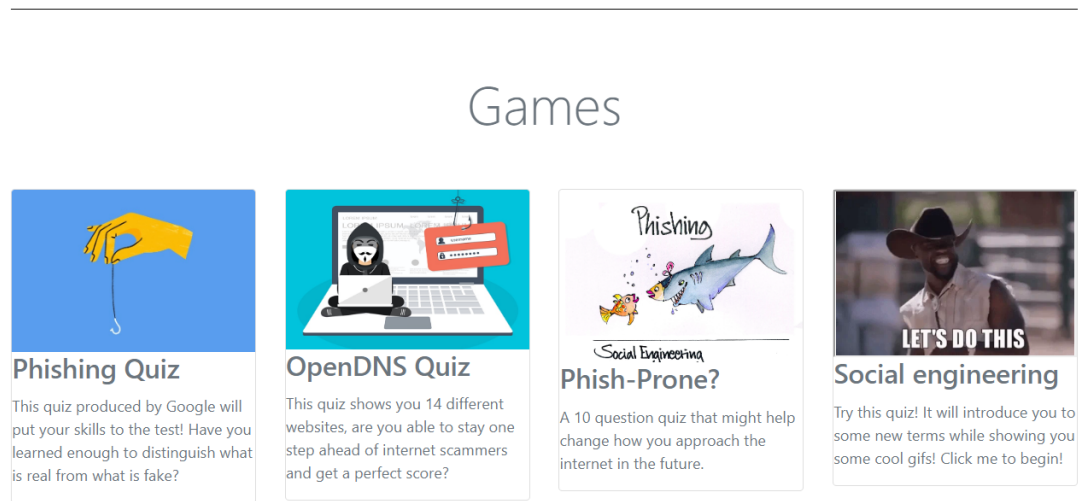 Games
Phishing Quiz
This quiz produced by Google will
put your skills to the test! Have you
learned enough to distinguish what
is real from what is fake?
username
OpenDNS Quiz
This quiz shows you 14 different
websites, are you able to stay one
step ahead of internet scammers
and get a perfect score?
Phishing
Social Engineering
Phish-Prone?
A 10 question quiz that might help
change how you approach the
internet in the future.
LET'S DO THIS
Social engineering
Try this quiz! It will introduce you to
some new terms while showing you
some cool gifs! Click me to begin!